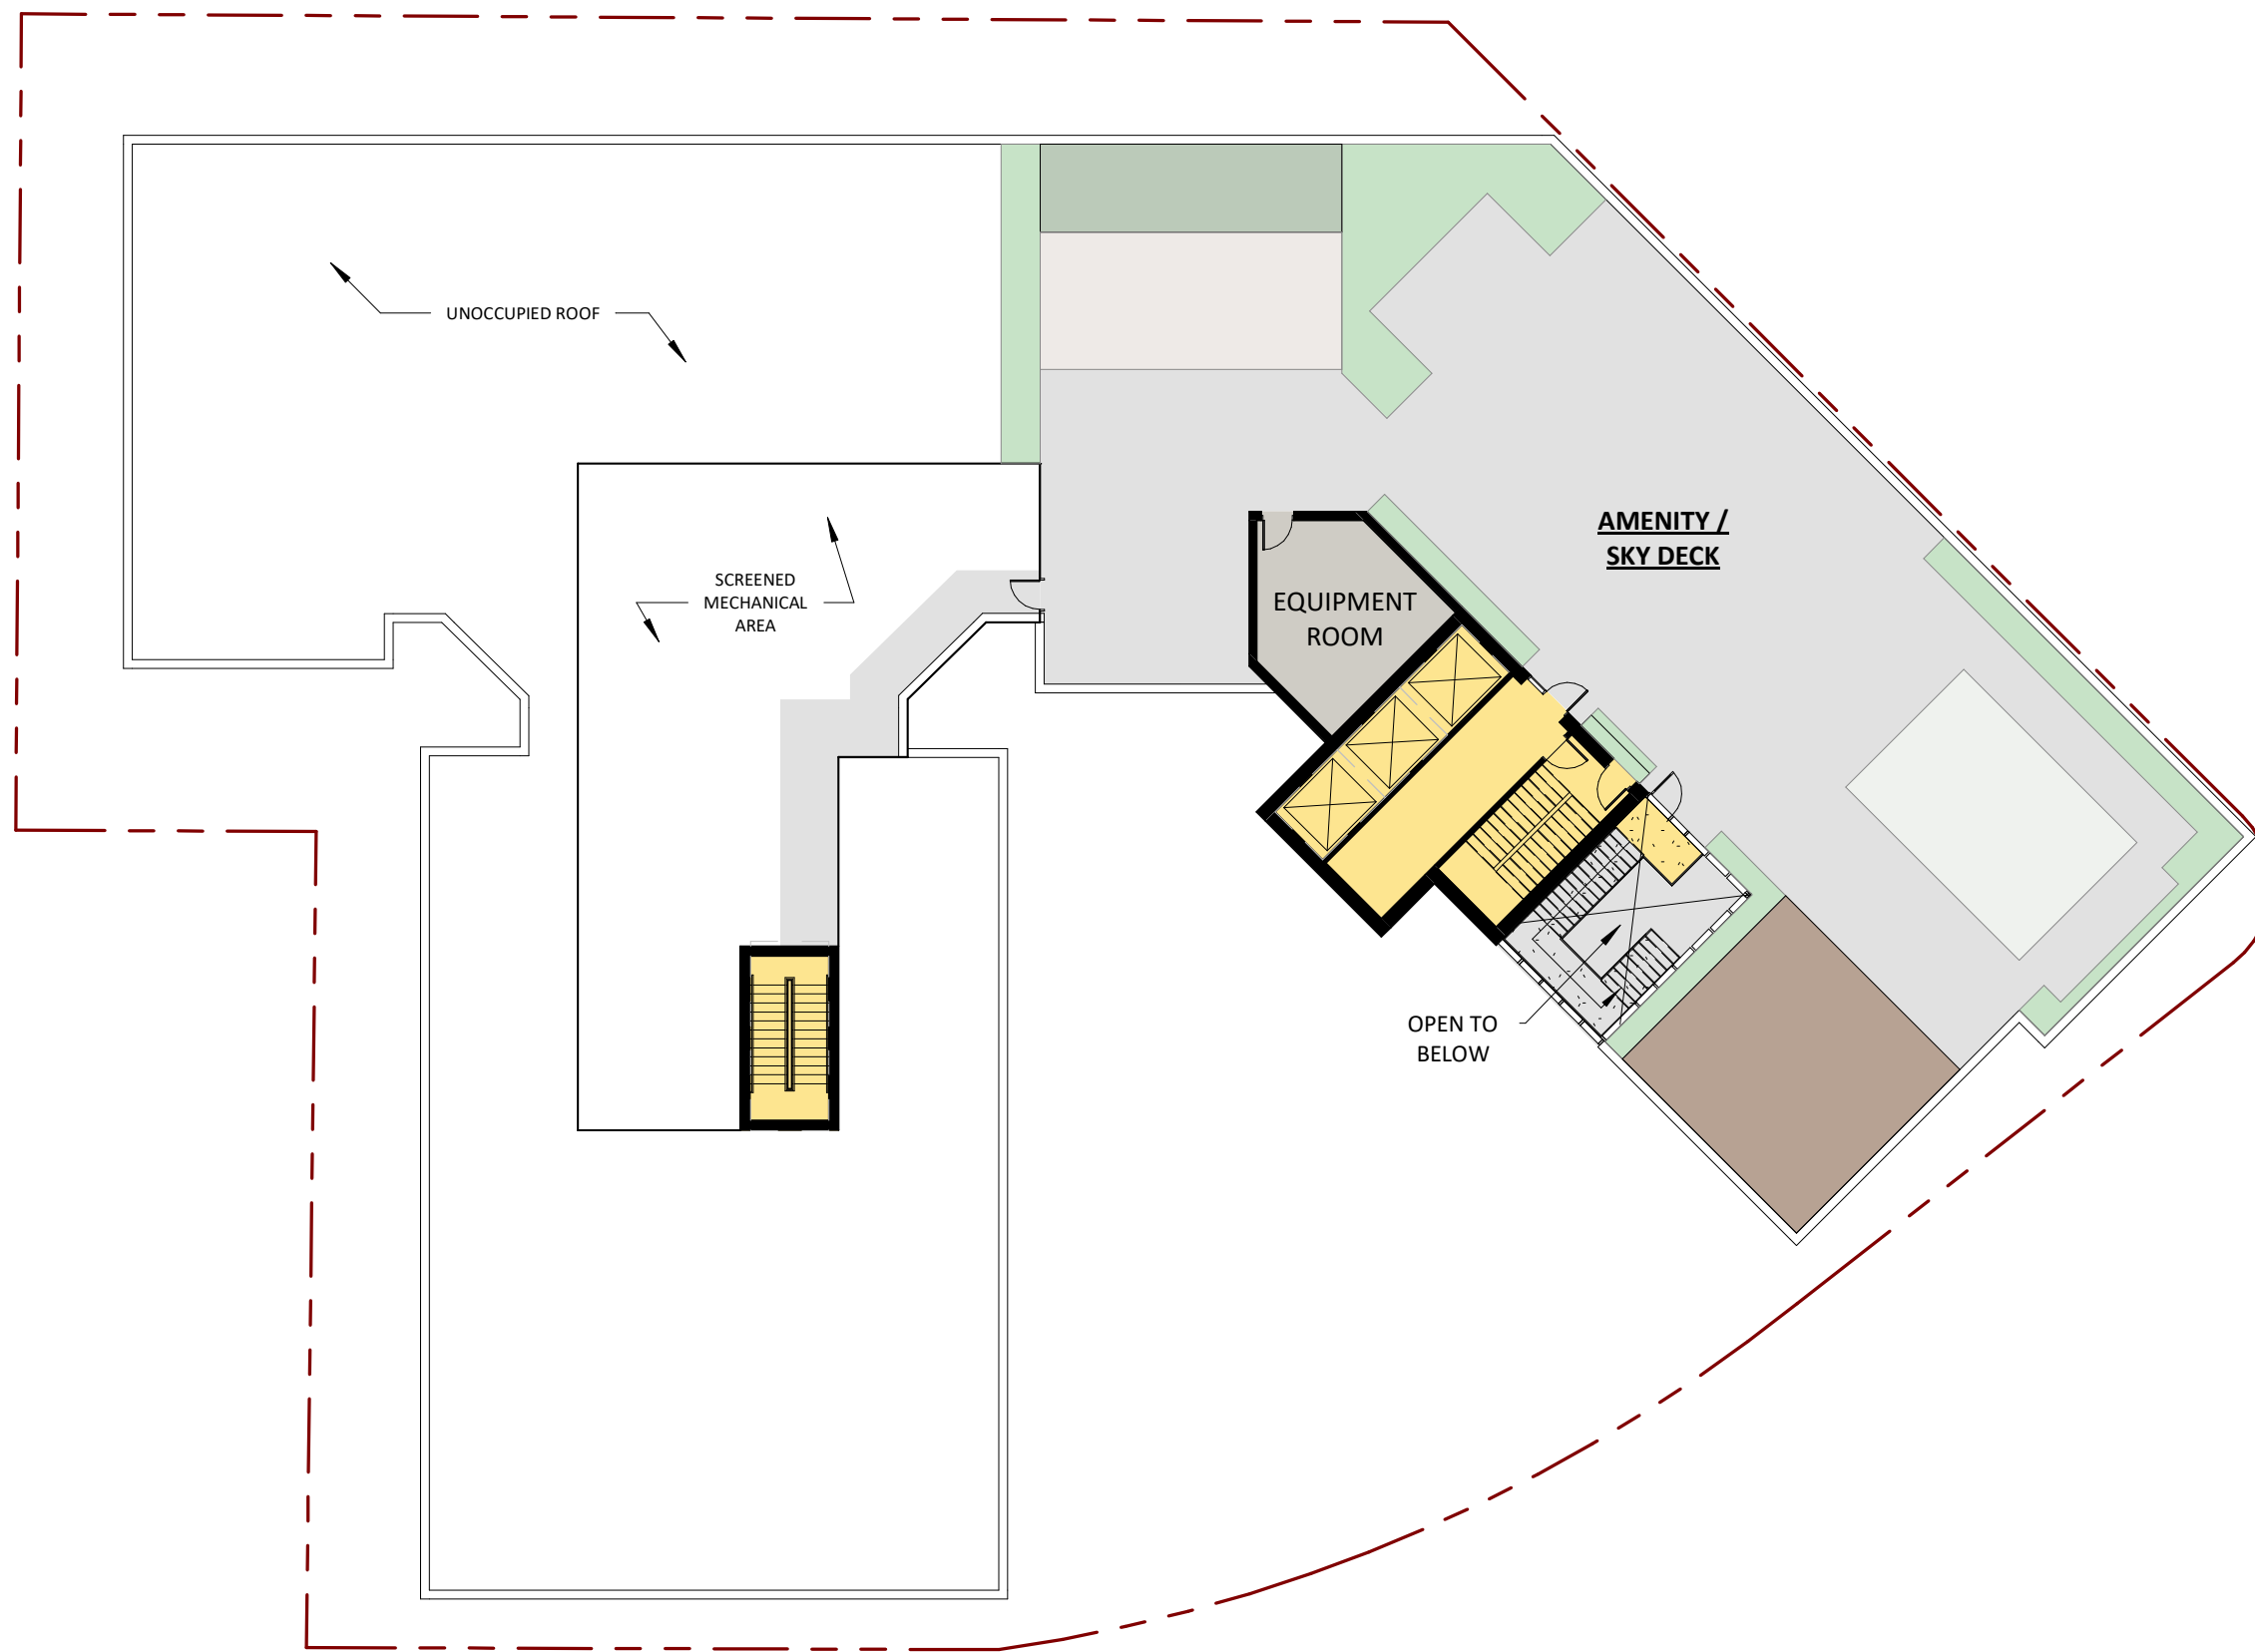 UNOCCUPIED ROOF
AMENITY /
SKY DECK
SCREENED
MECHANICAL
AREA
EQUIPMENT
ROOM
OPEN TO
BELOW